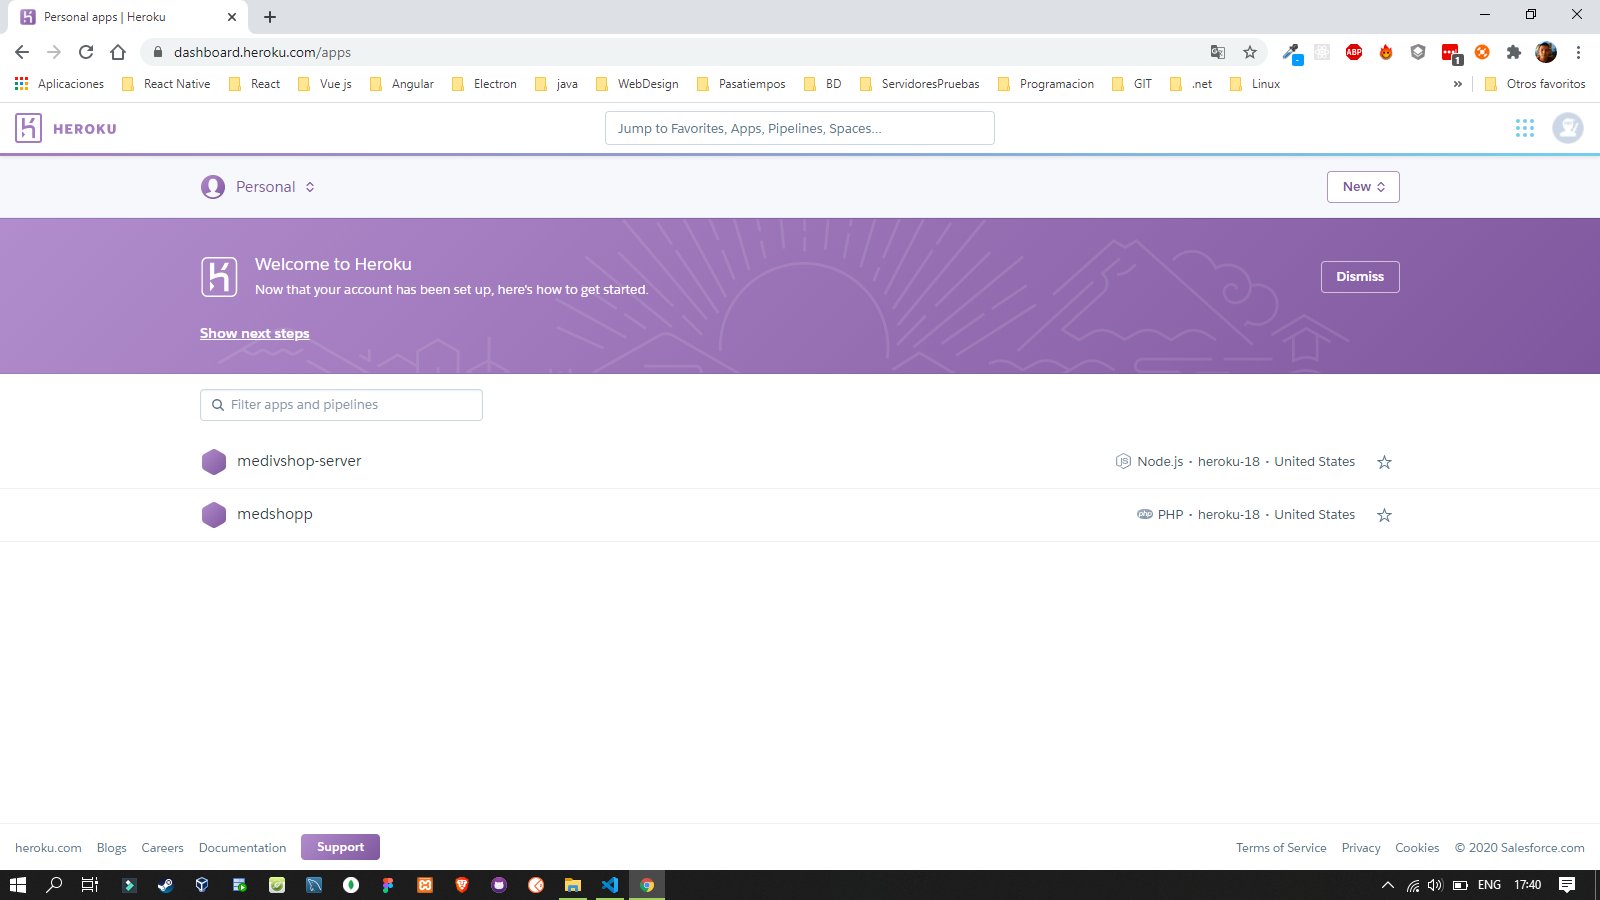 Personal apps | Heroku
dashboard.heroku.com/apps
ABP
1
Aplicaciones React Native React Vue js Angular Electron java WebDesign Pasatiempos BD ServidoresPruebas Programacion GIT .net Linux » Otros favoritos
HEROKU
Jump to Favorites, Apps, Pipelines, Spaces...
Personal
New
Welcome to Heroku
Now that your account has been set up, here's how to get started.
Dismiss
Show next steps
Filter apps and pipelines
medivshop-server
JS Node.js • heroku-18 • United States
medshopp
php PHP • heroku-18 • United States
heroku.com Blogs Careers Documentation Support
Terms of Service Privacy Cookies © 2020 Salesforce.com
ENG 17:40